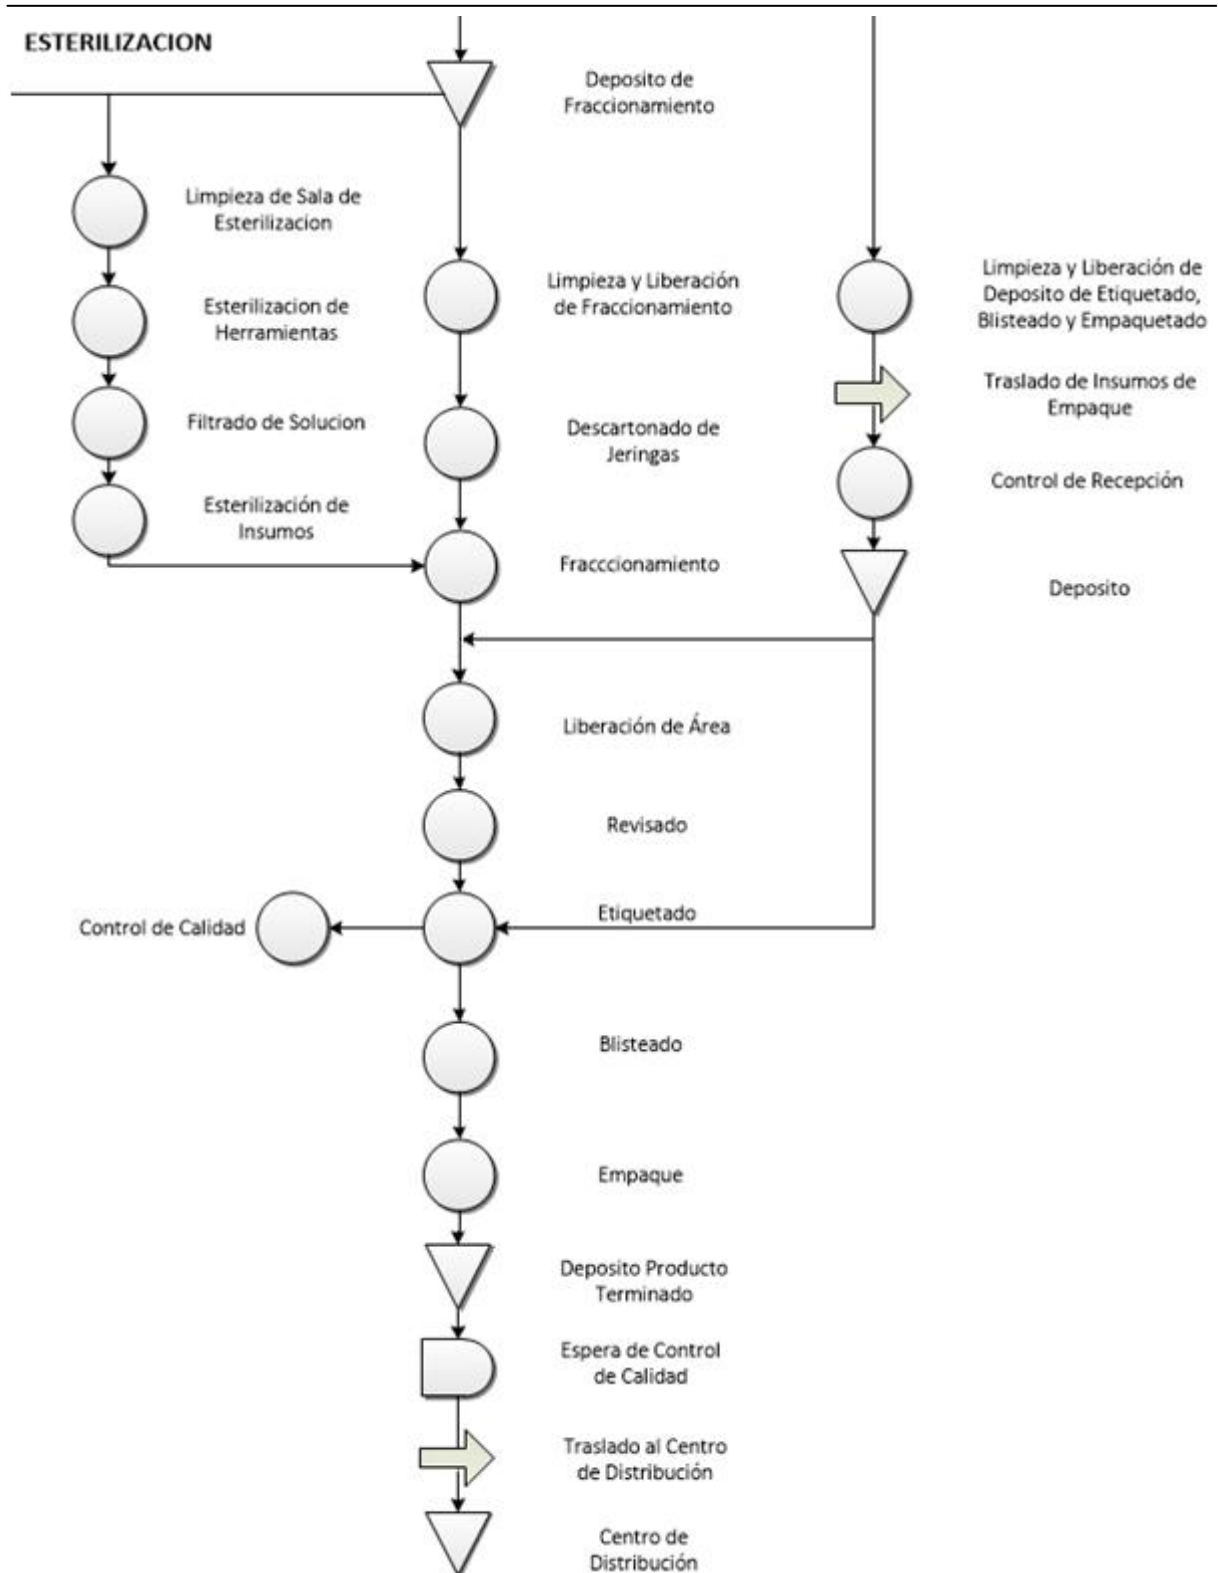 ESTERILIZACION
Deposito de
Fraccionamiento
Limpieza de Sala de
Esterilizacion
Limpieza y Liberación
de Fraccionamiento
Limpieza y Liberación de
Deposito de Etiquetado,
Blisteado y Empaquetado
Esterilizacion de
Herramientas
Traslado de Insumos de
Empaque
Filtrado de Solucion
Descartonado de
Jeringas
Control de Recepción
Esterilización de
Insumos
Fracccionamiento
Deposito
Liberación de Área
Revisado
Etiquetado
Control de Calidad
Blisteado
Empaque
Deposito Producto
Terminado
Espera de Control
de Calidad
Traslado al Centro
de Distribución
Centro de
Distribución